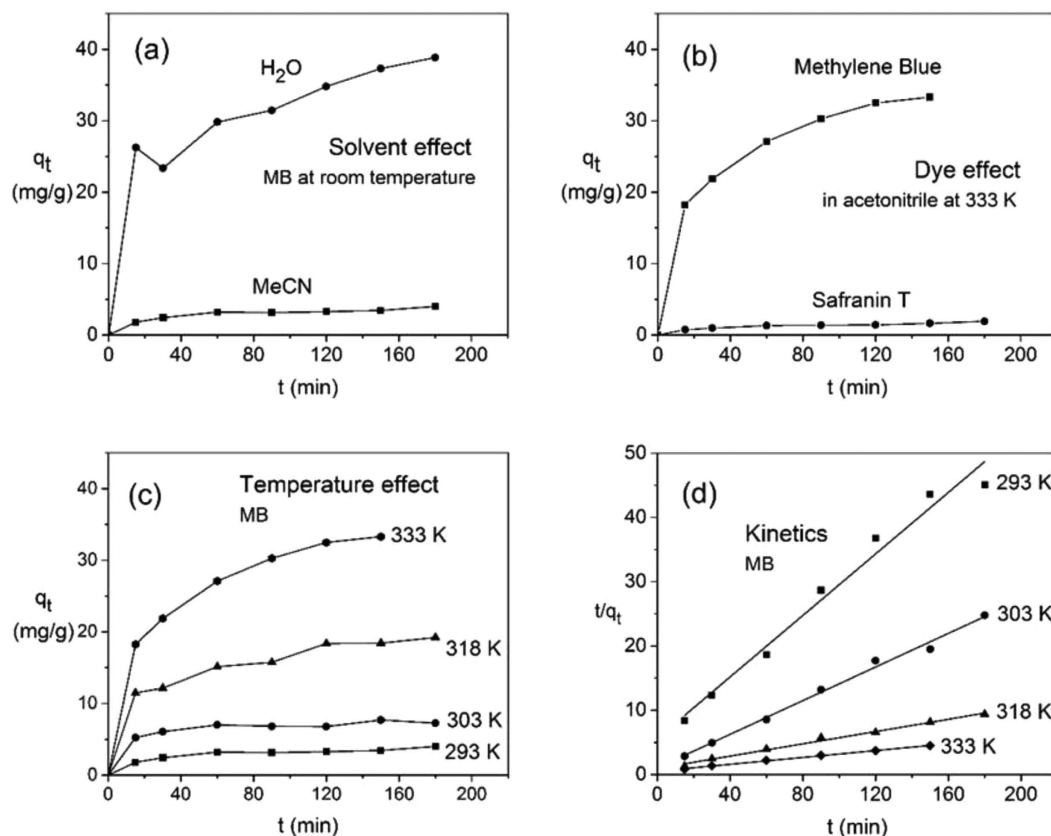 (a)
H₂O
Solvent effect
MB at room temperature
MeCN
qₜ
(mg/g)
40
30
20
10
0
0 40 80 120 160 200
t (min)
(b)
Methylene Blue
Dye effect
in acetonitrile at 333 K
Safranin T
qₜ
(mg/g)
40
30
20
10
0
0 40 80 120 160 200
t (min)
(c)
Temperature effect
MB
333 K
318 K
303 K
293 K
qₜ
(mg/g)
40
30
20
10
0
0 40 80 120 160 200
t (min)
(d)
Kinetics
MB
293 K
303 K
318 K
333 K
t/qₜ
50
40
30
20
10
0
0 40 80 120 160 200
t (min)